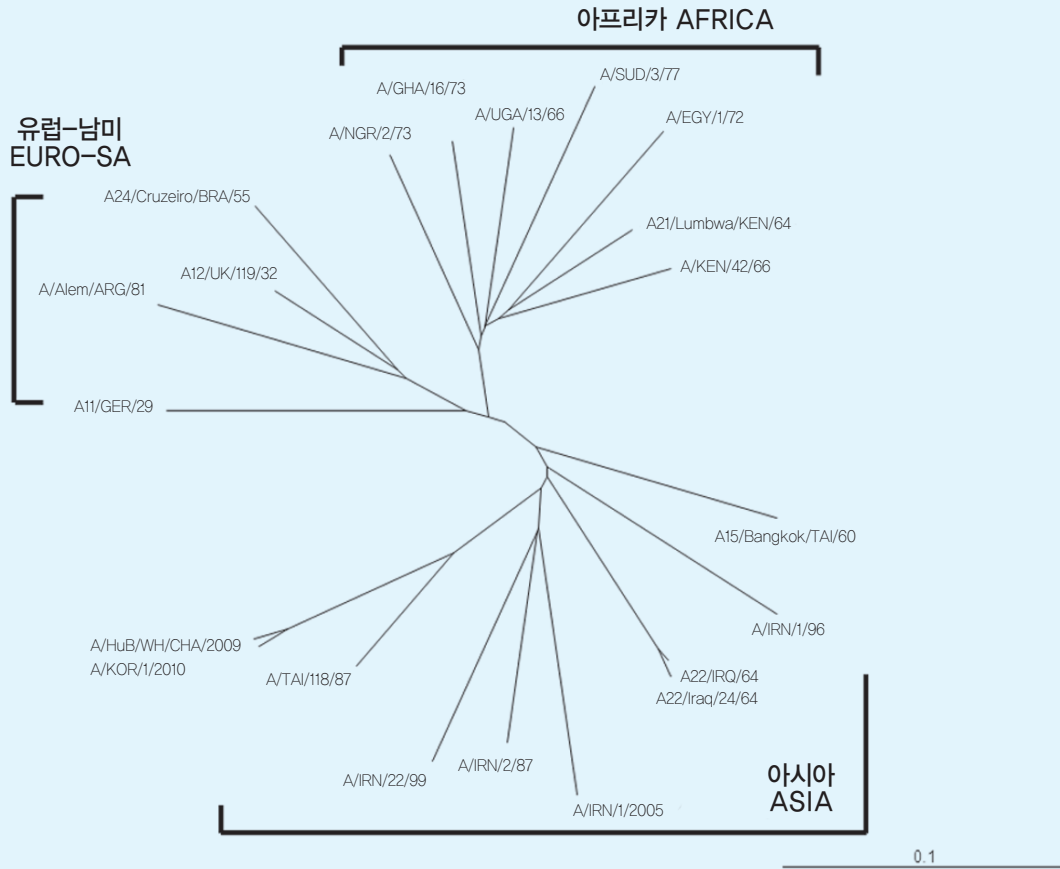 아프리카 AFRICA
A/SUD/3/77
A/GHA/16/73
A/UGA/13/66
A/EGY/1/72
A/NGR/2/73
유럽-남미
EURO-SA
A24/Cruzeiro/BRA/55
A21/Lumbwa/KEN/64
A12/UK/119/32
A/KEN/42/66
A/Alem/ARG/81
A11/GER/29
A15/Bangkok/TAI/60
A/IRN/1/96
A/HuB/WH/CHA/2009
A/KOR/1/2010
A/TAI/118/87
A22/IRQ/64
A22/Iraq/24/64
A/IRN/2/87
A/IRN/22/99
아시아
ASIA
A/IRN/1/2005
0.1